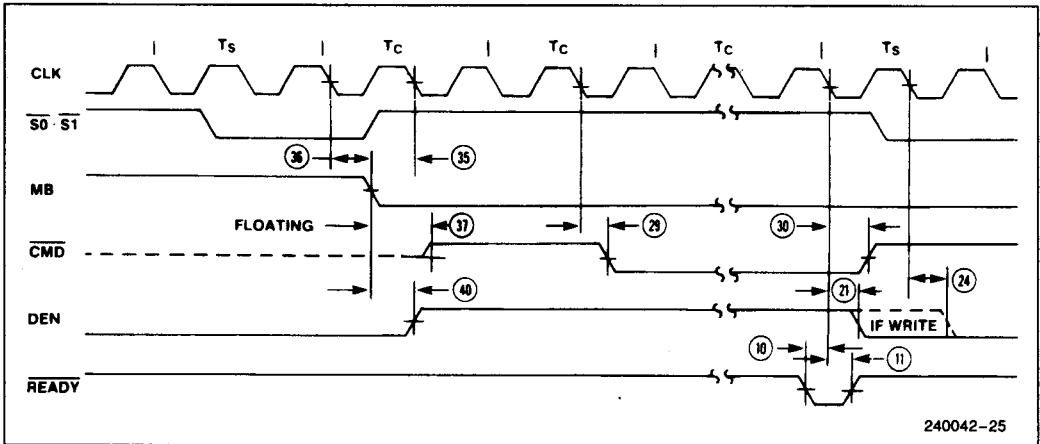 TS TC TC TC TS
CLK
S0 · S1
36 35
MB
FLOATING 37 29 30
CMD
40 21 24
DEN IF WRITE
10 11
READY
240042-25